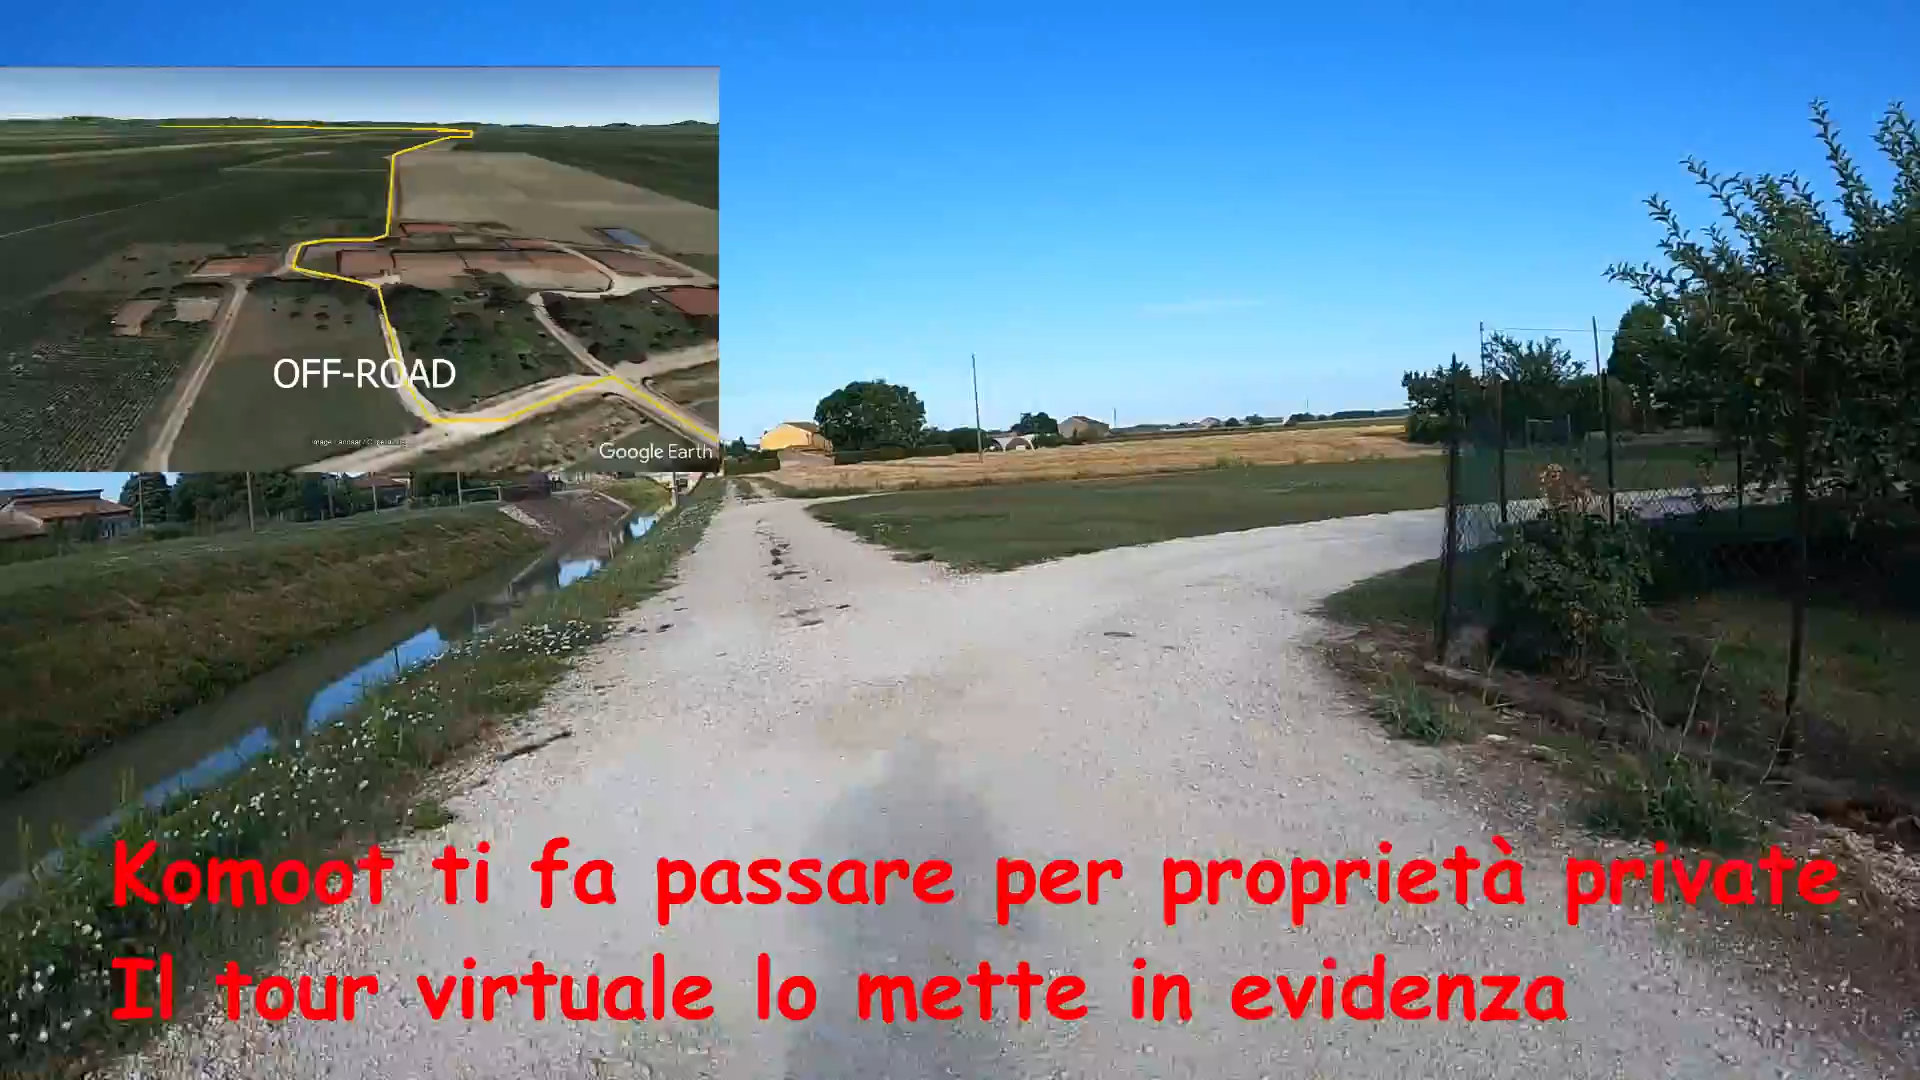 OFF-ROAD
Google Earth
Komoot ti fa passare per proprietà private
Il tour virtuale lo mette in evidenza